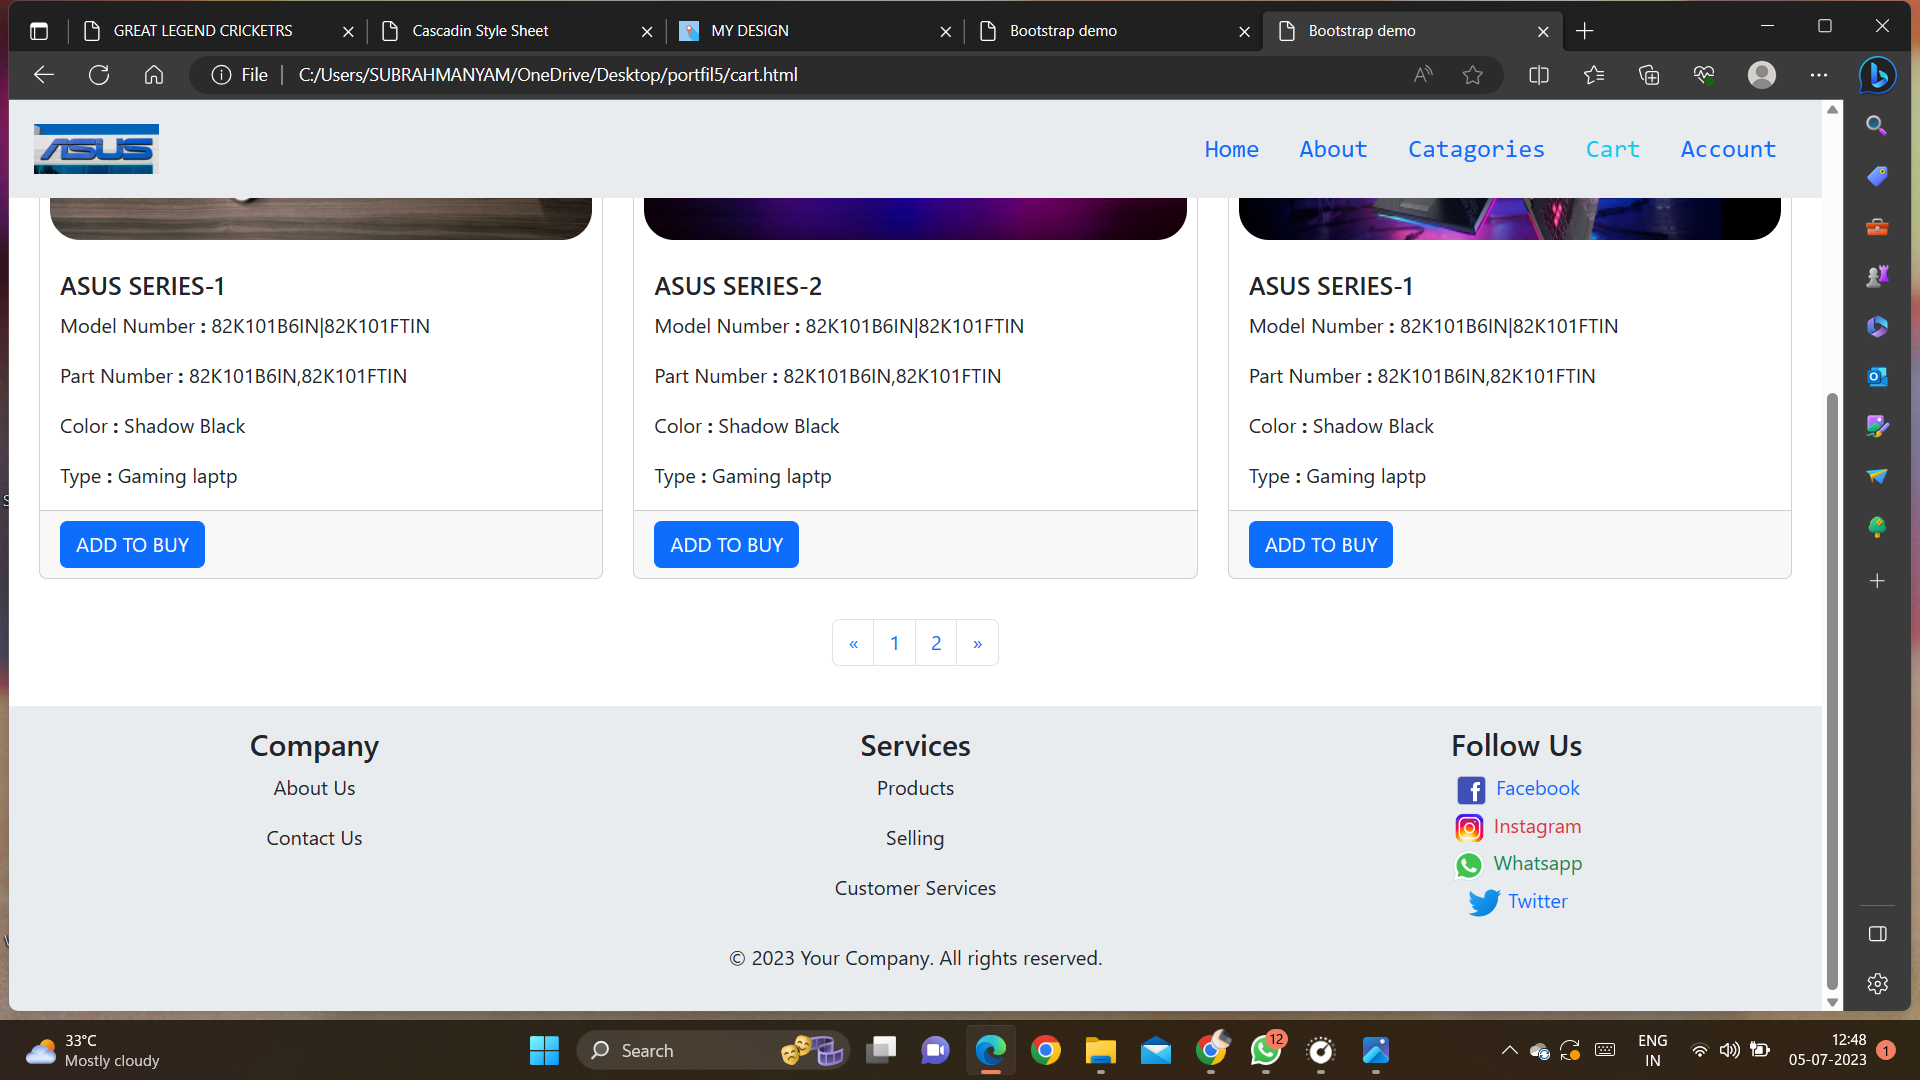 GREAT LEGEND CRICKETRS
Cascadin Style Sheet
MY DESIGN
Bootstrap demo
Bootstrap demo
File
C:/Users/SUBRAHMANYAM/OneDrive/Desktop/portfil5/cart.html
ASUS
Home About Catagories Cart Account
ASUS SERIES-1
Model Number : 82K101B6IN|82K101FTIN
Part Number : 82K101B6IN,82K101FTIN
Color : Shadow Black
Type : Gaming laptp
ADD TO BUY
ASUS SERIES-2
Model Number : 82K101B6IN|82K101FTIN
Part Number : 82K101B6IN,82K101FTIN
Color : Shadow Black
Type : Gaming laptp
ADD TO BUY
ASUS SERIES-1
Model Number : 82K101B6IN|82K101FTIN
Part Number : 82K101B6IN,82K101FTIN
Color : Shadow Black
Type : Gaming laptp
ADD TO BUY
« 1 2 »
Company
About Us
Contact Us
Services
Products
Selling
Customer Services
Follow Us
Facebook
Instagram
Whatsapp
Twitter
© 2023 Your Company. All rights reserved.
33°C
Mostly cloudy
Search
12
ENG
IN
12:48
05-07-2023
1